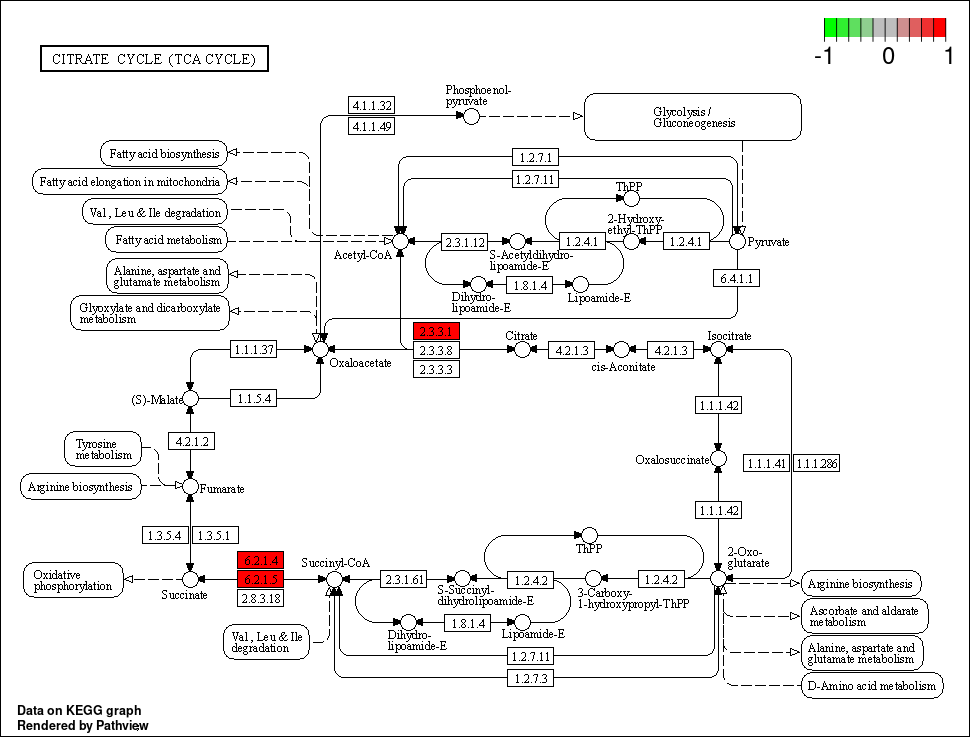 -1 0 1
CITRATE CYCLE (TCA CYCLE)
Phosphoenol-
pyruvate
4.1.1.32
4.1.1.49
Glycolysis /
Gluconeogenesis
Fatty acid biosynthesis
Fatty acid elongation in mitochondria
Val, Leu & Ile degradation
Fatty acid metabolism
Alanine, aspartate and
glutamate metabolism
Glyoxylate and dicarboxylate
metabolism
1.2.7.1
1.2.7.11
ThPP
2-Hydroxy-
ethyl-ThPP
Acetyl-CoA
2.3.1.12
S-Acetyldihydro-
lipoamide-E
1.2.4.1
1.2.4.1
Pyruvate
Dihydro-
lipoamide-E
1.8.1.4
Lipoamide-E
6.4.1.1
2.3.3.1
2.3.3.8
2.3.3.3
1.1.1.37
Oxaloacetate
Citrate
4.2.1.3
cis-Aconitate
4.2.1.3
Isocitrate
(S)-Malate
1.1.5.4
1.1.1.42
4.2.1.2
Tyrosine
metabolism
Arginine biosynthesis
Fumarate
Oxalosuccinate
1.1.1.41
1.1.1.286
1.1.1.42
1.3.5.4
1.3.5.1
ThPP
2-Oxo-
glutarate
Oxidative
phosphorylation
Succinate
6.2.1.4
6.2.1.5
2.8.3.18
Succinyl-CoA
2.3.1.61
S-Succinyl-
dihydrolipoamide-E
1.2.4.2
3-Carboxy-
1-hydroxypropyl-ThPP
1.2.4.2
Val, Leu & Ile
degradation
Dihydro-
lipoamide-E
1.8.1.4
Lipoamide-E
1.2.7.11
1.2.7.3
Arginine biosynthesis
Ascorbate and aldarate
metabolism
Alanine, aspartate and
glutamate metabolism
D-Amino acid metabolism
Data on KEGG graph
Rendered by Pathview